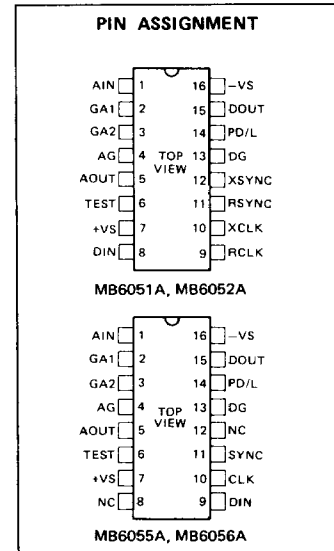 PIN ASSIGNMENT
AIN 1 16 -VS
GA1 2 15 DOUT
GA2 3 14 PD/L
AG 4 TOP VIEW 13 DG
AOUT 5 12 XSYNC
TEST 6 11 RSYNC
+VS 7 10 XCLK
DIN 8 9 RCLK
MB6051A, MB6052A
AIN 1 16 -VS
GA1 2 15 DOUT
GA2 3 14 PD/L
AG 4 TOP VIEW 13 DG
AOUT 5 12 NC
TEST 6 11 SYNC
+VS 7 10 CLK
NC 8 9 DIN
MB6055A, MB6056A